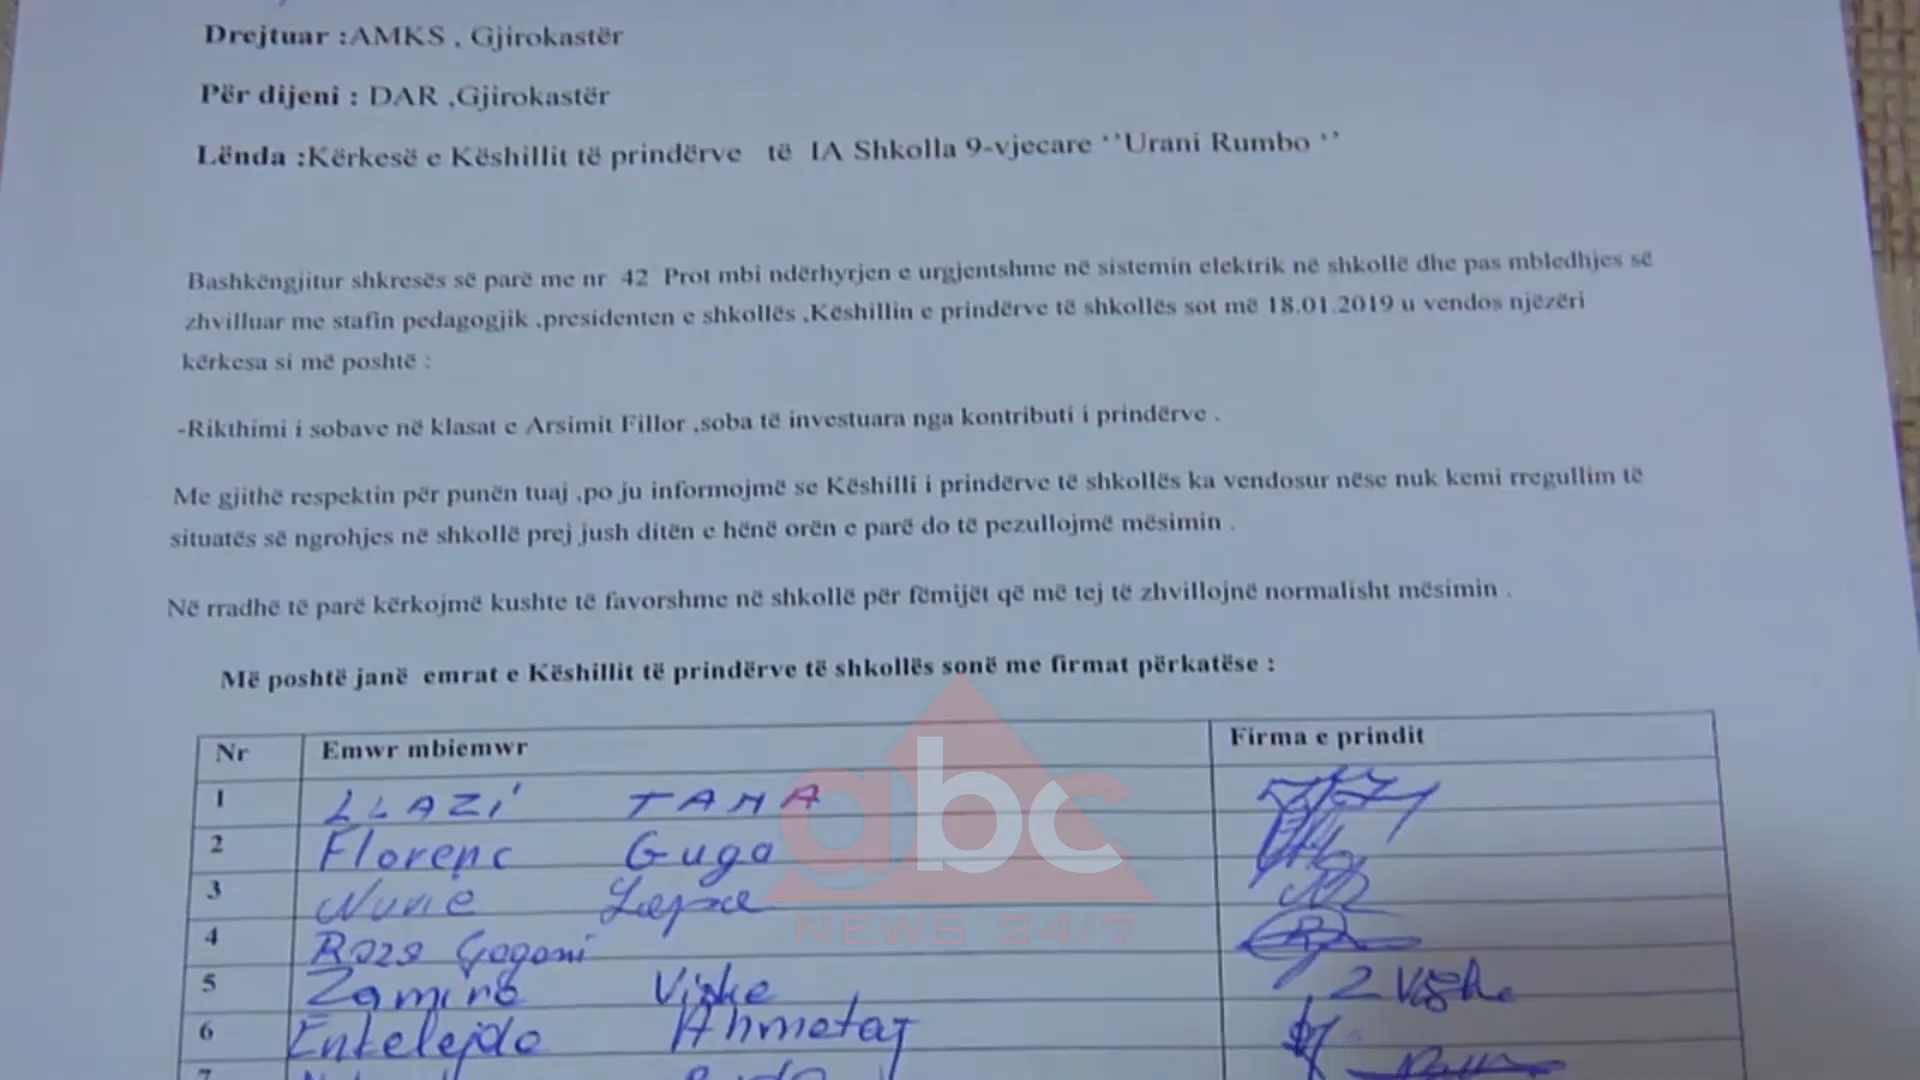 Drejtuar :AMKS , Gjirokastër
Për dijeni : DAR ,Gjirokastër
Lënda :Kërkesë e Këshillit të prindërve të IA Shkolla 9-vjecare ‘’Urani Rumbo ‘’
Bashkëngjitur shkresës së parë me nr 42 Prot mbi ndërhyrjen e urgjentshme në sistemin elektrik në shkollë dhe pas mbledhjes së
zhvilluar me stafin pedagogjik ,presidenten e shkollës ,Këshillin e prindërve të shkollës sot më 18.01.2019 u vendos njëzëri
kërkesa si më poshtë :
-Rikthimi i sobave në klasat e Arsimit Fillor ,soba të investuara nga kontributi i prindërve .
Me gjithë respektin për punën tuaj ,po ju informojmë se Këshilli i prindërve të shkollës ka vendosur nëse nuk kemi rregullim të
situatës së ngrohjes në shkollë prej jush ditën e hënë orën e parë do të pezullojmë mësimin .
Në rradhë të parë kërkojmë kushte të favorshme në shkollë për fëmijët që më tej të zhvillojnë normalisht mësimin .
Më poshtë janë emrat e Këshillit të prindërve të shkollës sonë me firmat përkatëse :
Nr Emwr mbiemwr Firma e prindit
1 LLAZI
2 Florenc Guga
3
4
5
6 Entelejda Ahmetaj
7
abc
NEWS 24/7